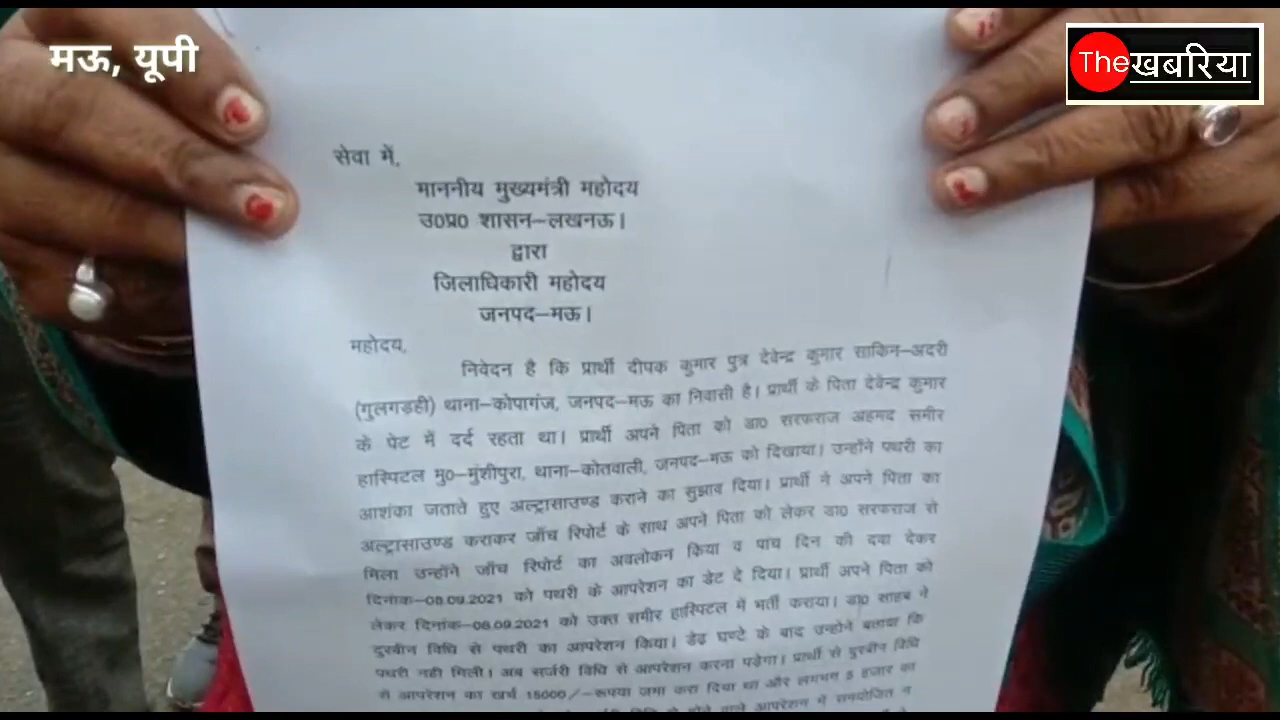 मऊ, यूपी
Theखबरिया
सेवा में,
माननीय मुख्यमंत्री महोदय
उ0प्र0 शासन–लखनऊ।
द्वारा
जिलाधिकारी महोदय
जनपद–मऊ।
महोदय,
निवेदन है कि प्रार्थी दीपक कुमार पुत्र देवेन्द्र कुमार साकिन–अदरी
(गुलगड़ही) थाना–कोपागंज, जनपद–मऊ का निवासी है। प्रार्थी के पिता देवेन्द्र कुमार
के पेट में दर्द रहता था। प्रार्थी अपने पिता को डा0 सरफराज अहमद समीर
हास्पिटल मु0–मुंशीपुरा, थाना–कोतवाली, जनपद–मऊ को दिखाया। उन्होंने पथरी का
आशंका जताते हुए अल्ट्रासाउण्ड कराने का सुझाव दिया। प्रार्थी ने अपने पिता का
अल्ट्रासाउण्ड कराकर जाँच रिपोर्ट के साथ अपने पिता को लेकर डा0 सरफराज से
मिला उन्होंने जाँच रिपोर्ट का अवलोकन किया व पांच दिन की दवा देकर
दिनांक–08.09.2021 को पथरी के आपरेशन का डेट दे दिया। प्रार्थी अपने पिता को
लेकर दिनांक–08.09.2021 को उक्त समीर हास्पिटल में भर्ती कराया। डा0 साहब ने
दुरबीन विधि से पथरी का आपरेशन किया। डेढ़ घण्टे के बाद उन्होने बताया कि
पथरी नही मिली। अब सर्जरी विधि से आपरेशन करना पड़ेगा। प्रार्थी से दुरबीन विधि
से आपरेशन का खर्च 15000/–रूपया जमा करा दिया था और लगभग 5 हजार का
आपरेशन में समयोजित न